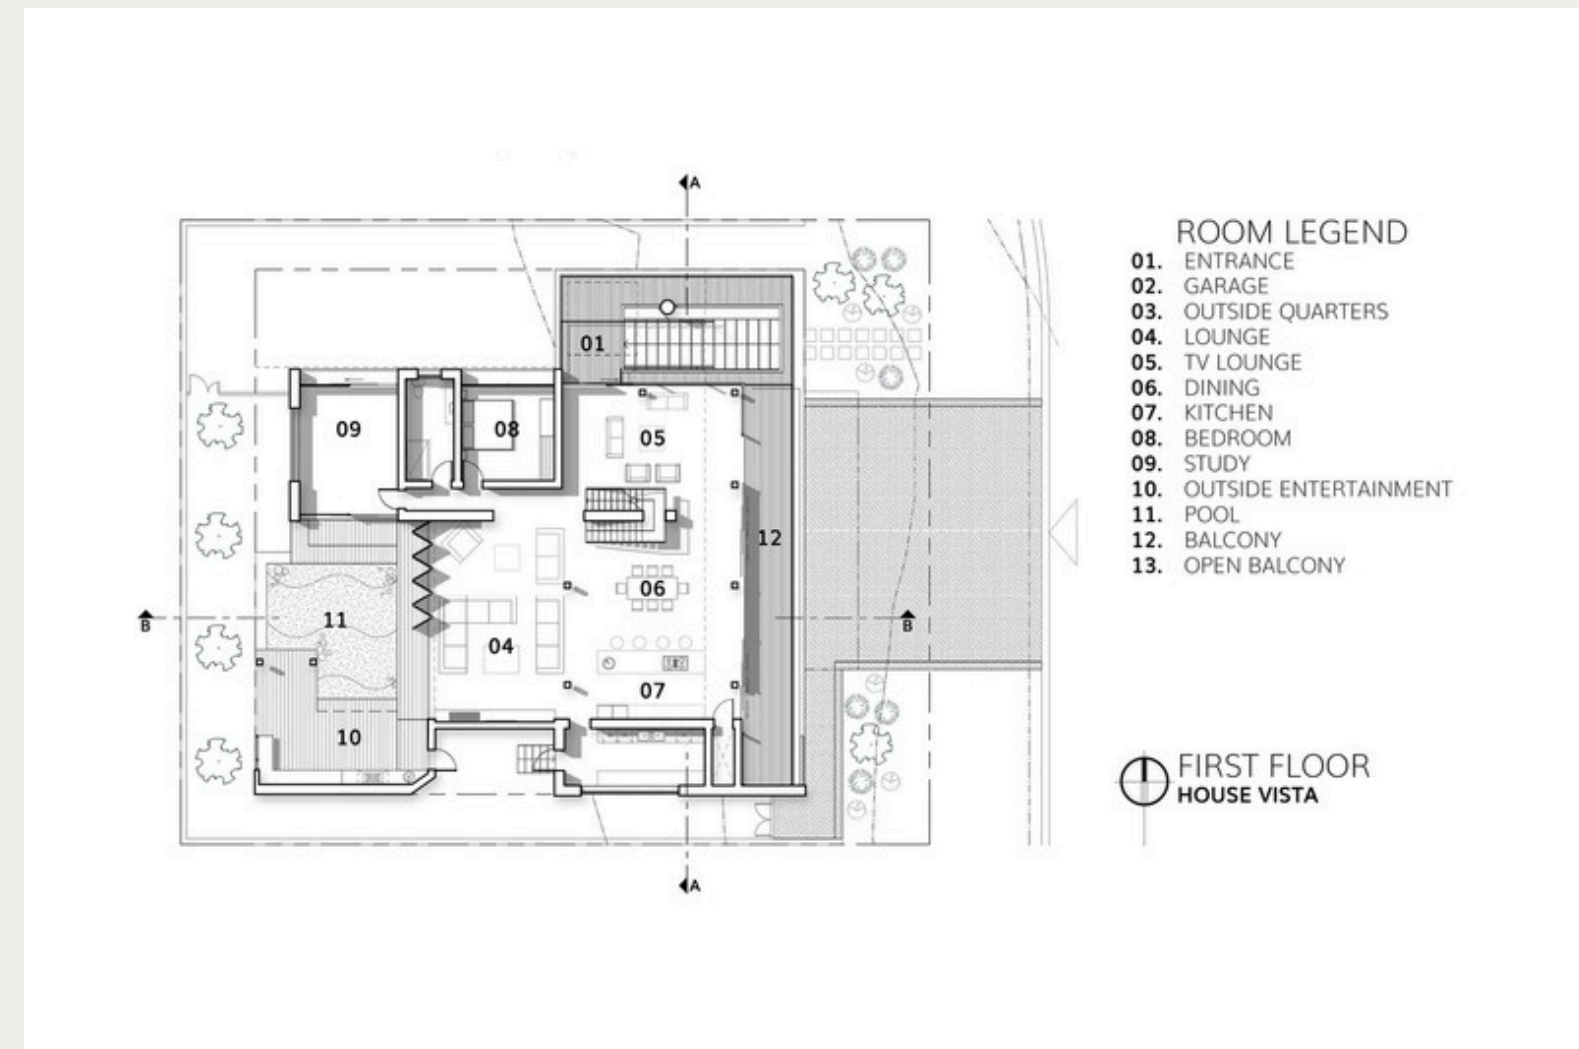 A
ROOM LEGEND
01. ENTRANCE
02. GARAGE
03. OUTSIDE QUARTERS
04. LOUNGE
05. TV LOUNGE
06. DINING
07. KITCHEN
08. BEDROOM
09. STUDY
10. OUTSIDE ENTERTAINMENT
11. POOL
12. BALCONY
13. OPEN BALCONY
01
09
08
05
12
06
11
B
B
04
07
10
FIRST FLOOR
HOUSE VISTA
A